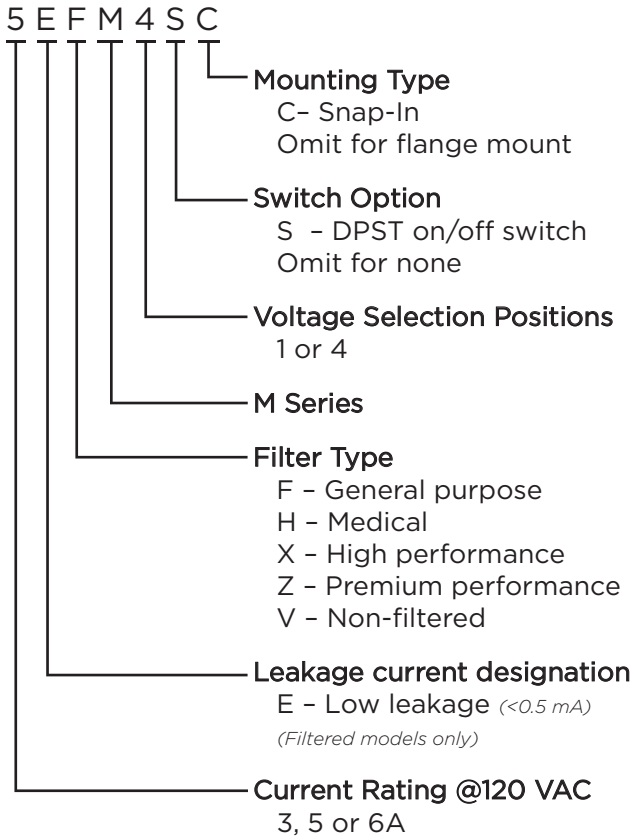 5 E F M 4 S C
Mounting Type
C– Snap-In
Omit for flange mount
Switch Option
S – DPST on/off switch
Omit for none
Voltage Selection Positions
1 or 4
M Series
Filter Type
F – General purpose
H – Medical
X – High performance
Z – Premium performance
V – Non-filtered
Leakage current designation
E – Low leakage (<0.5 mA)
(Filtered models only)
Current Rating @120 VAC
3, 5 or 6A